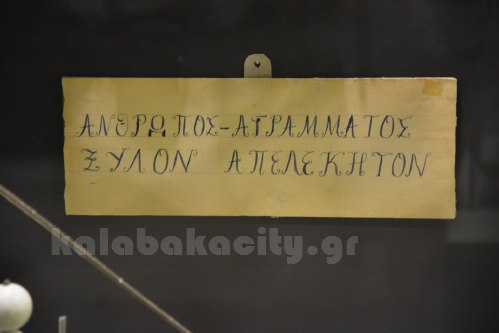 ΑΝΘΡΩΠΟΣ-ΑΓΡΑΜΜΑΤΟΣ
ΞΥΛΟΝ ΑΠΕΛΕΚΗΤΟΝ
kalabakacity.gr